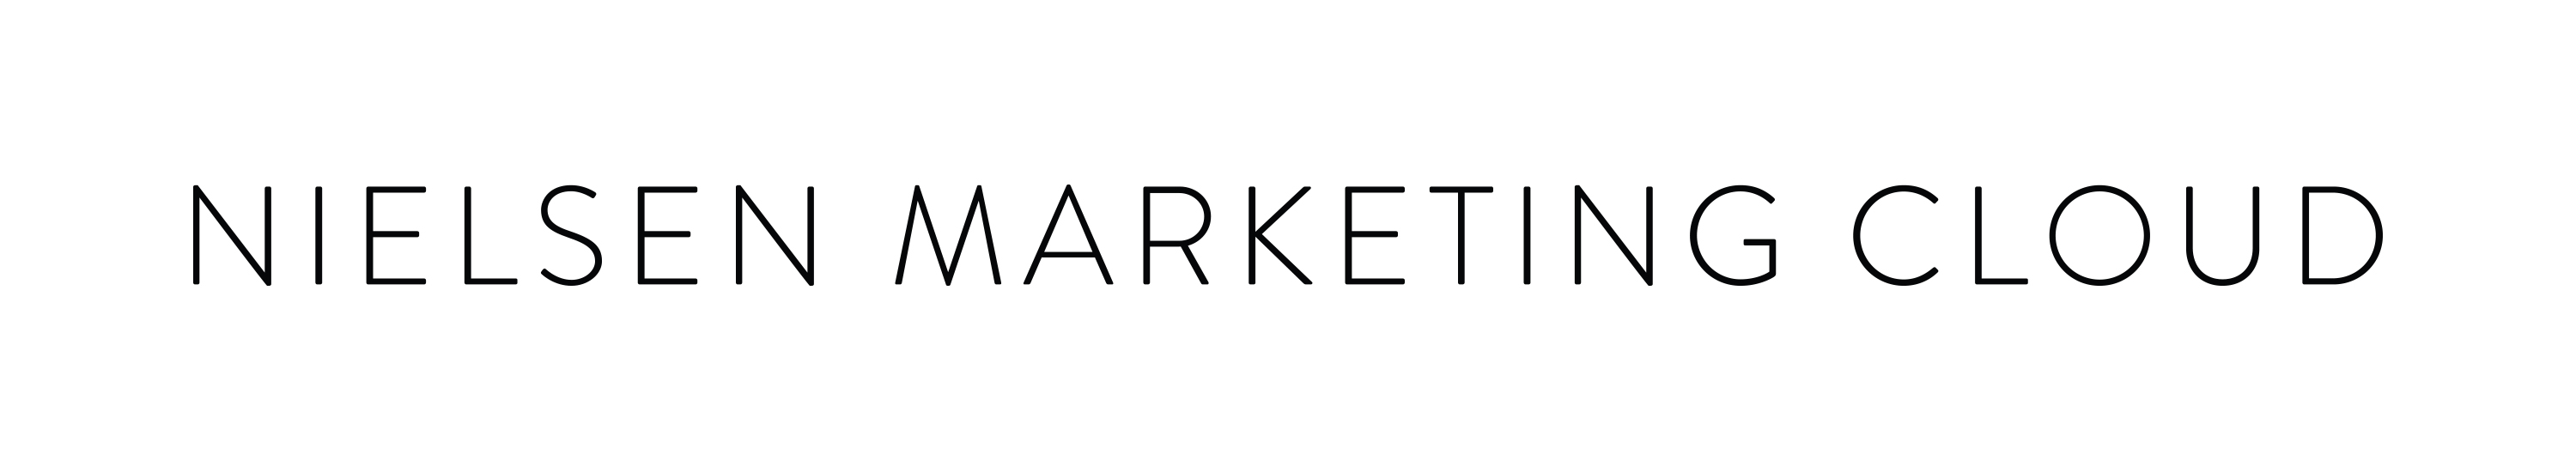 NIELSEN MARKETING CLOUD